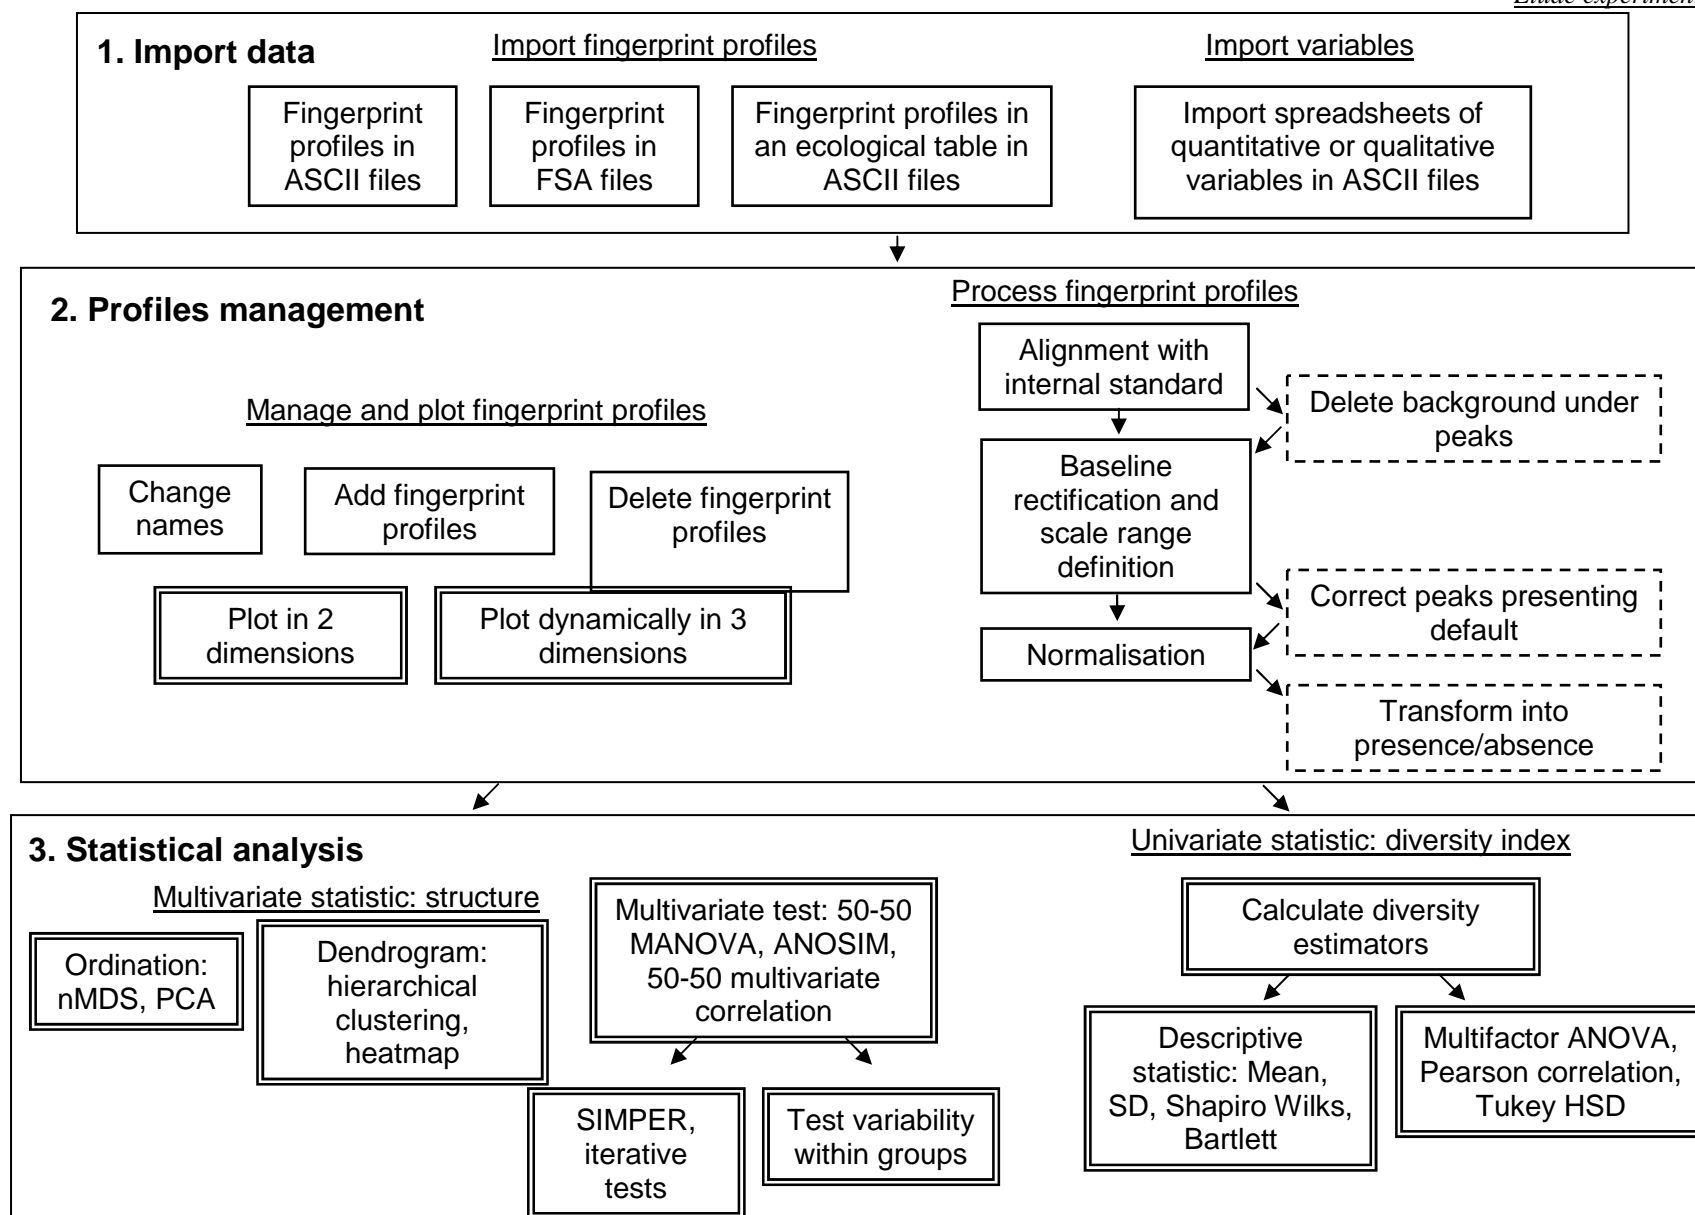 Etude experiment
1. Import data
Import fingerprint profiles
Import variables
Fingerprint
profiles in
ASCII files
Fingerprint
profiles in
FSA files
Fingerprint profiles in
an ecological table in
ASCII files
Import spreadsheets of
quantitative or qualitative
variables in ASCII files
2. Profiles management
Manage and plot fingerprint profiles
Change
names
Add fingerprint
profiles
Delete fingerprint
profiles
Plot in 2
dimensions
Plot dynamically in 3
dimensions
Process fingerprint profiles
Alignment with
internal standard
Delete background under
peaks
Baseline
rectification and
scale range
definition
Correct peaks presenting
default
Normalisation
Transform into
presence/absence
3. Statistical analysis
Multivariate statistic: structure
Ordination:
nMDS, PCA
Dendrogram:
hierarchical
clustering,
heatmap
Multivariate test: 50-50
MANOVA, ANOSIM,
50-50 multivariate
correlation
SIMPER,
iterative
tests
Test variability
within groups
Univariate statistic: diversity index
Calculate diversity
estimators
Descriptive
statistic: Mean,
SD, Shapiro Wilks,
Bartlett
Multifactor ANOVA,
Pearson correlation,
Tukey HSD